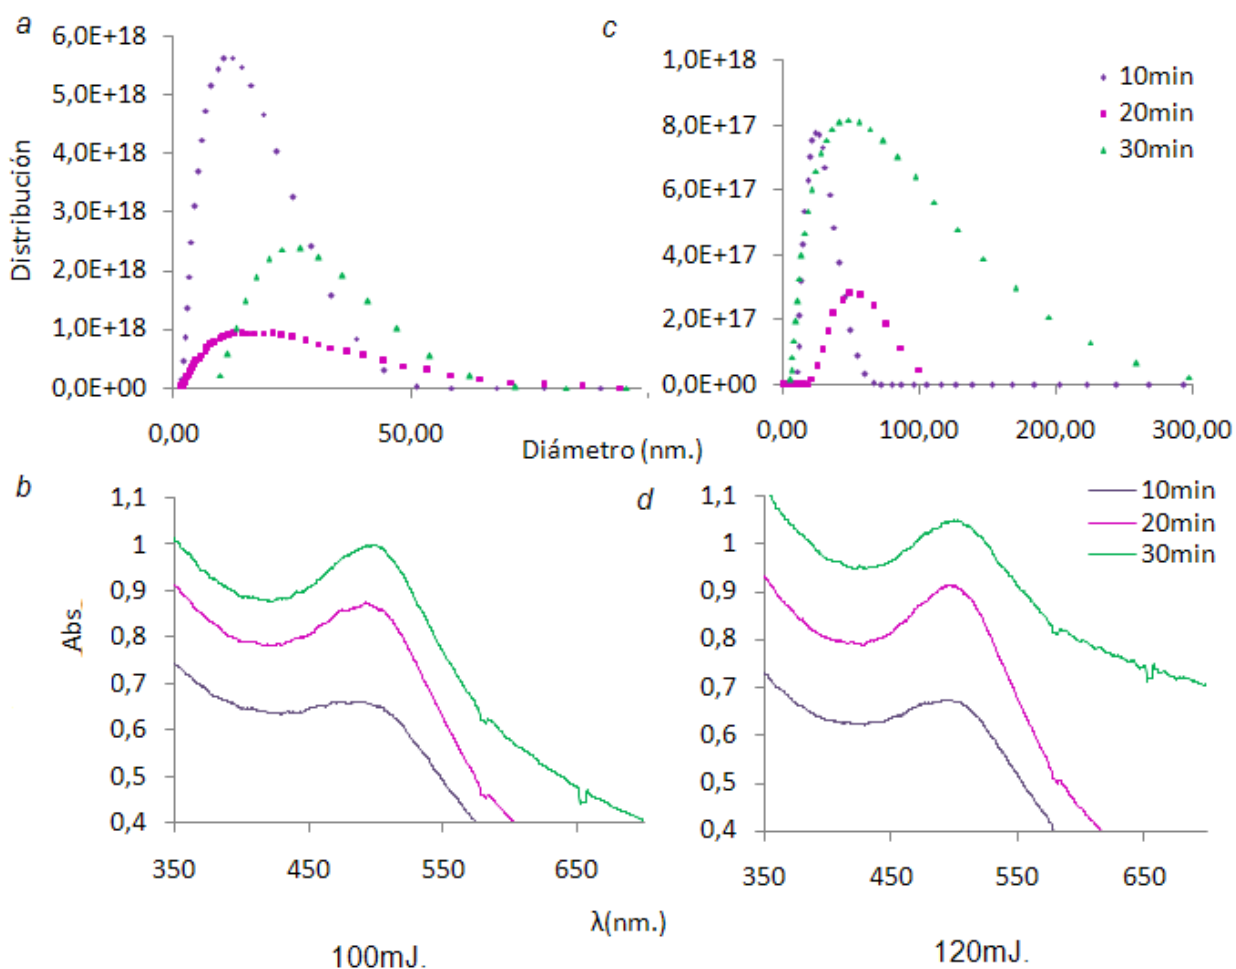 a
6,0E+18
5,0E+18
4,0E+18
3,0E+18
2,0E+18
1,0E+18
0,0E+00
Distribución
0,00
50,00
c
1,0E+18
8,0E+17
6,0E+17
4,0E+17
2,0E+17
0,0E+00
0,00
100,00
200,00
300,00
10min
20min
30min
Diámetro (nm.)
b
1,1
1
0,9
0,8
0,7
0,6
0,5
0,4
Abs_
350
450
550
650
d
1,1
1
0,9
0,8
0,7
0,6
0,5
0,4
350
450
550
650
10min
20min
30min
λ(nm.)
100mJ.
120mJ.